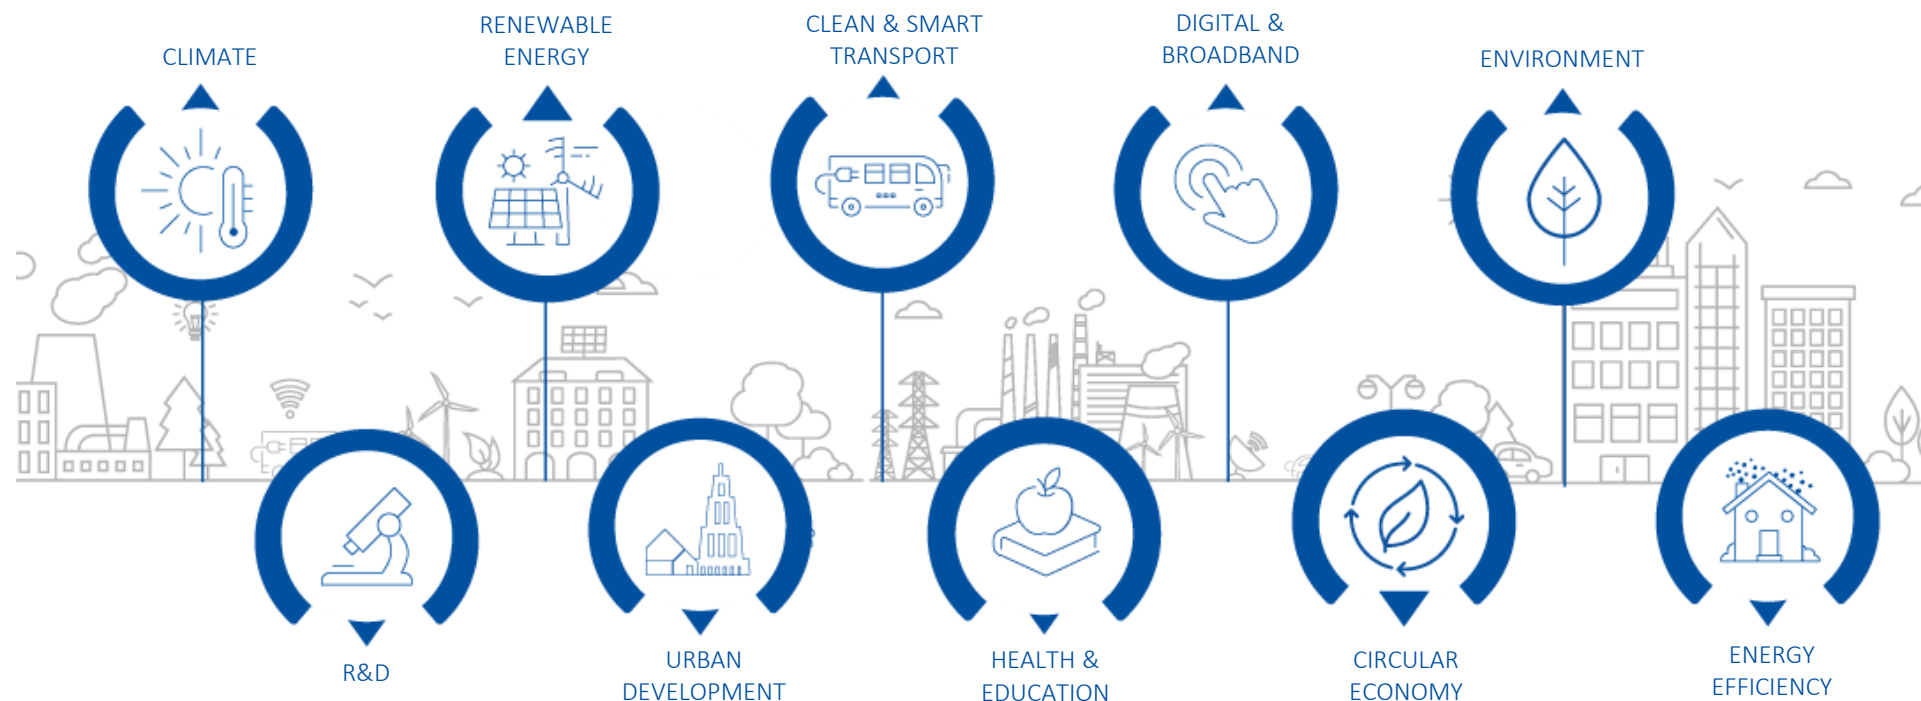 CLIMATE
RENEWABLE
ENERGY
CLEAN & SMART
TRANSPORT
DIGITAL &
BROADBAND
ENVIRONMENT
R&D
URBAN
DEVELOPMENT
HEALTH &
EDUCATION
CIRCULAR
ECONOMY
ENERGY
EFFICIENCY